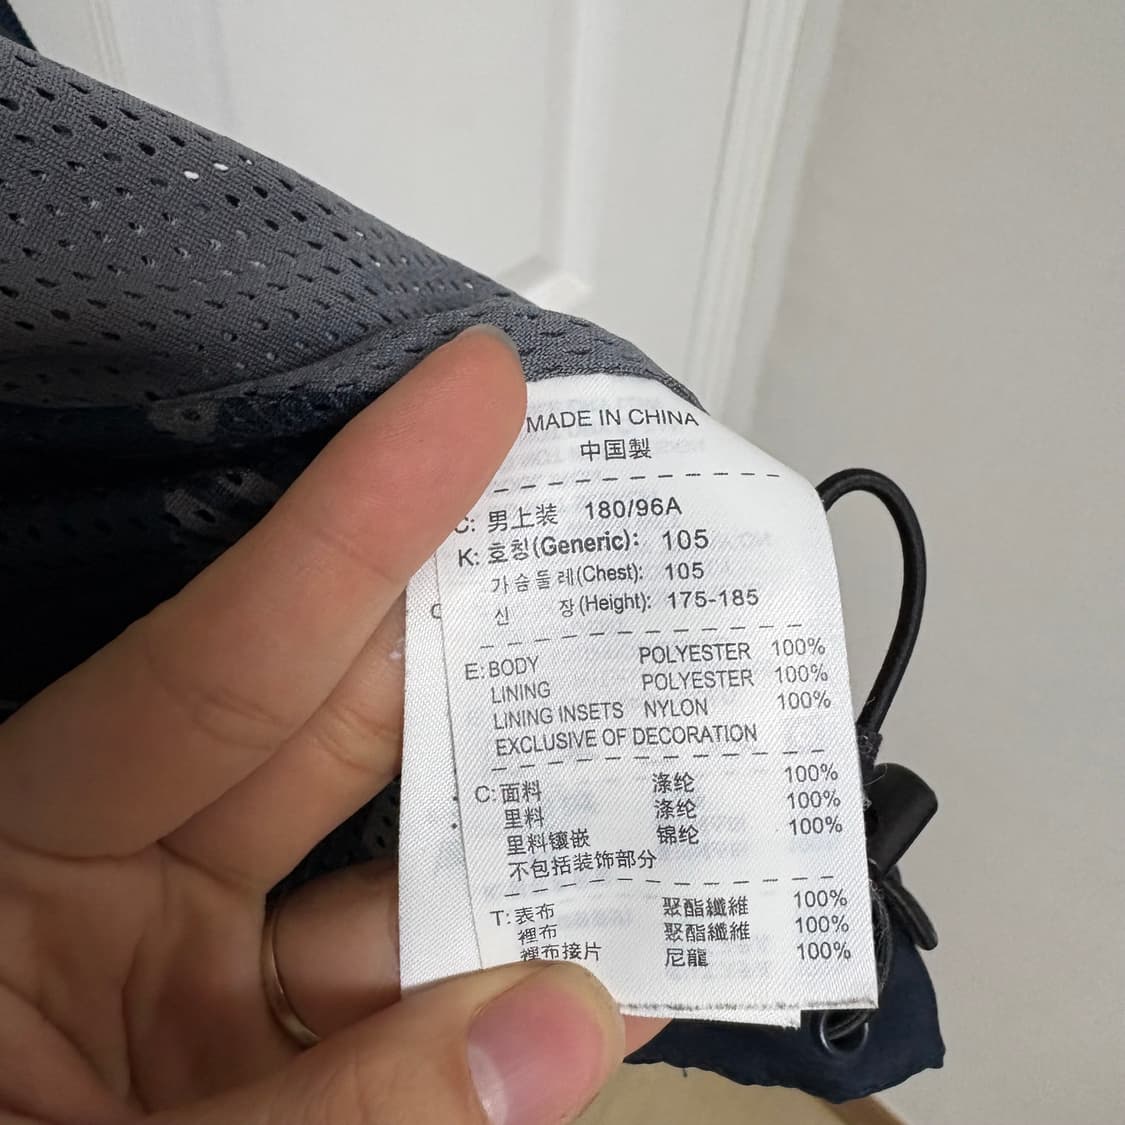 MADE IN CHINA
中国製
C: 男上装 180/96A
K: 호칭(Generic): 105
가슴둘레(Chest): 105
신 장(Height): 175-185
E: BODY POLYESTER 100%
LINING POLYESTER 100%
LINING INSETS NYLON 100%
EXCLUSIVE OF DECORATION
C: 面料 涤纶 100%
里料 涤纶 100%
里料镶嵌 锦纶 100%
不包括装饰部分
T: 表布 聚酯纖維 100%
裡布 聚酯纖維 100%
裡布接片 尼龍 100%